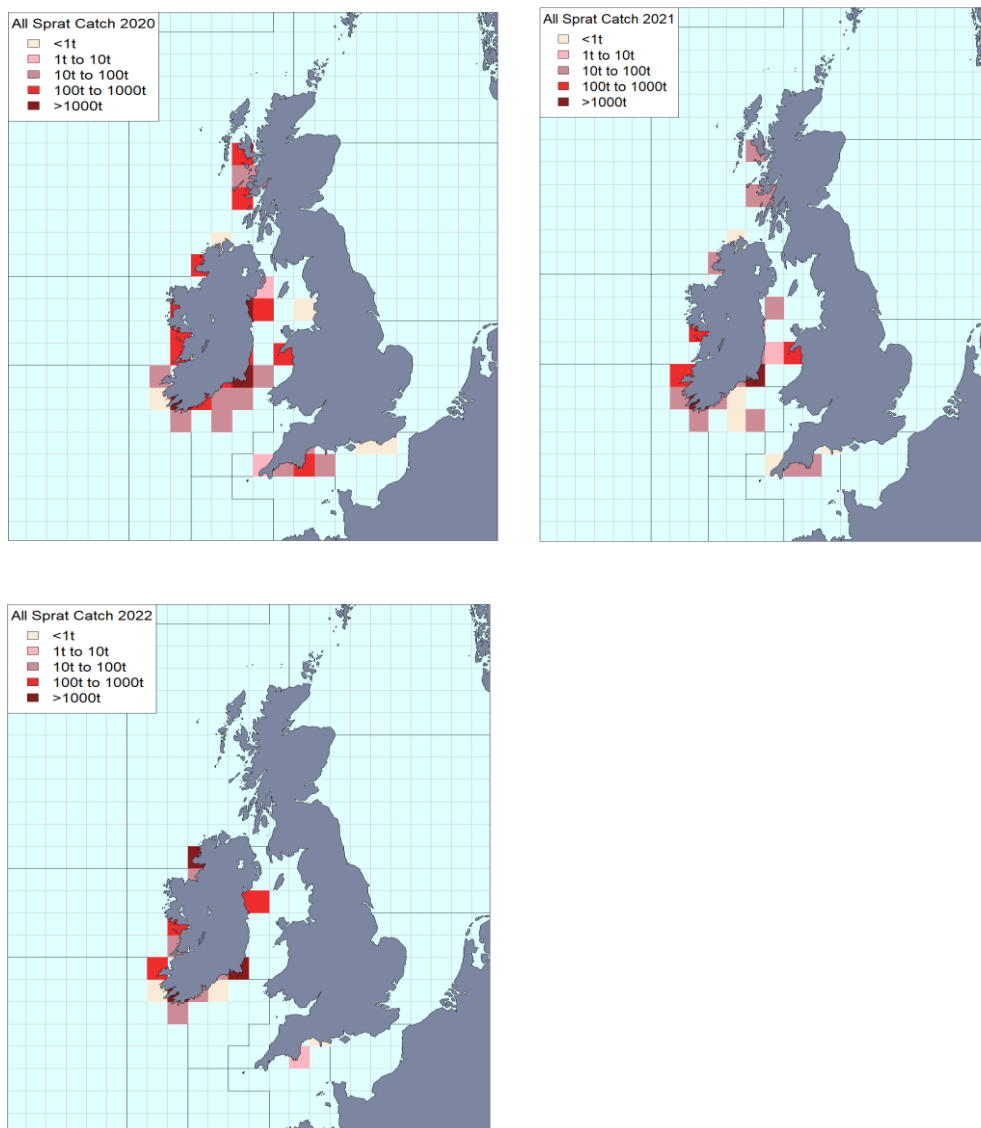 All Sprat Catch 2020
<1t
1t to 10t
10t to 100t
100t to 1000t
>1000t
All Sprat Catch 2021
<1t
1t to 10t
10t to 100t
100t to 1000t
>1000t
All Sprat Catch 2022
<1t
1t to 10t
10t to 100t
100t to 1000t
>1000t